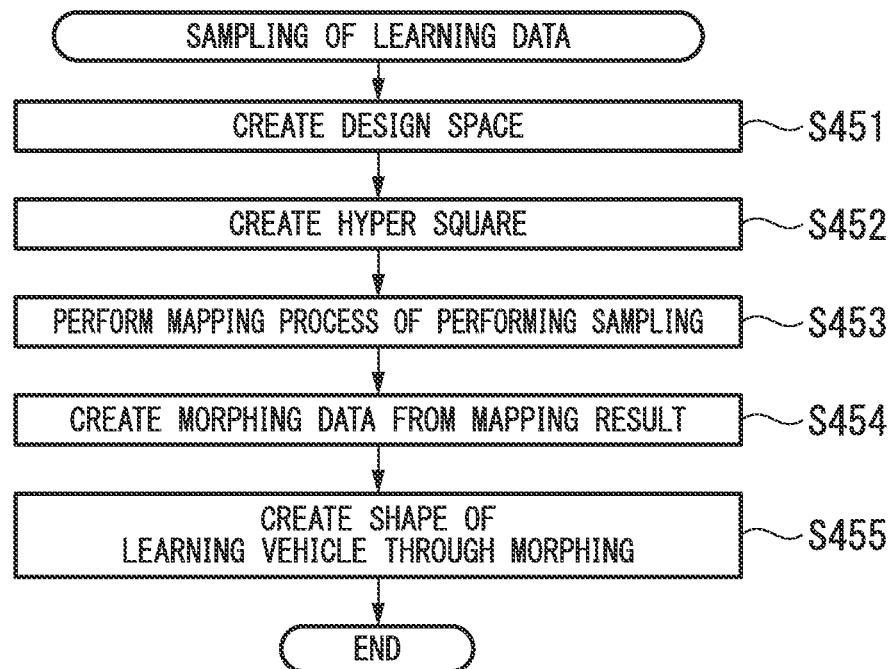 SAMPLING OF LEARNING DATA
CREATE DESIGN SPACE
S451
CREATE HYPER SQUARE
S452
PERFORM MAPPING PROCESS OF PERFORMING SAMPLING
S453
CREATE MORPHING DATA FROM MAPPING RESULT
S454
CREATE SHAPE OF
LEARNING VEHICLE THROUGH MORPHING
S455
END